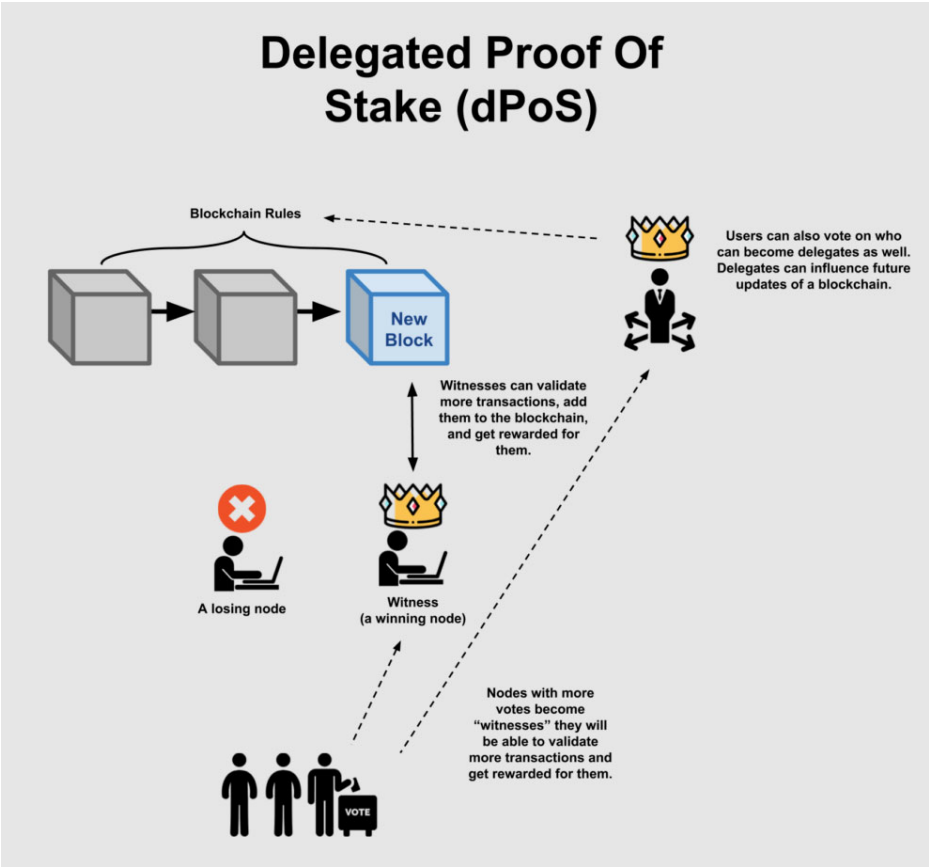 Delegated Proof Of
Stake (dPoS)
Blockchain Rules
Users can also vote on who
can become delegates as well.
Delegates can influence future
updates of a blockchain.
New
Block
Witnesses can validate
more transactions, add
them to the blockchain,
and get rewarded for
them.
A losing node
Witness
(a winning node)
Nodes with more
votes become
“witnesses” they will
be able to validate
more transactions and
get rewarded for them.
VOTE